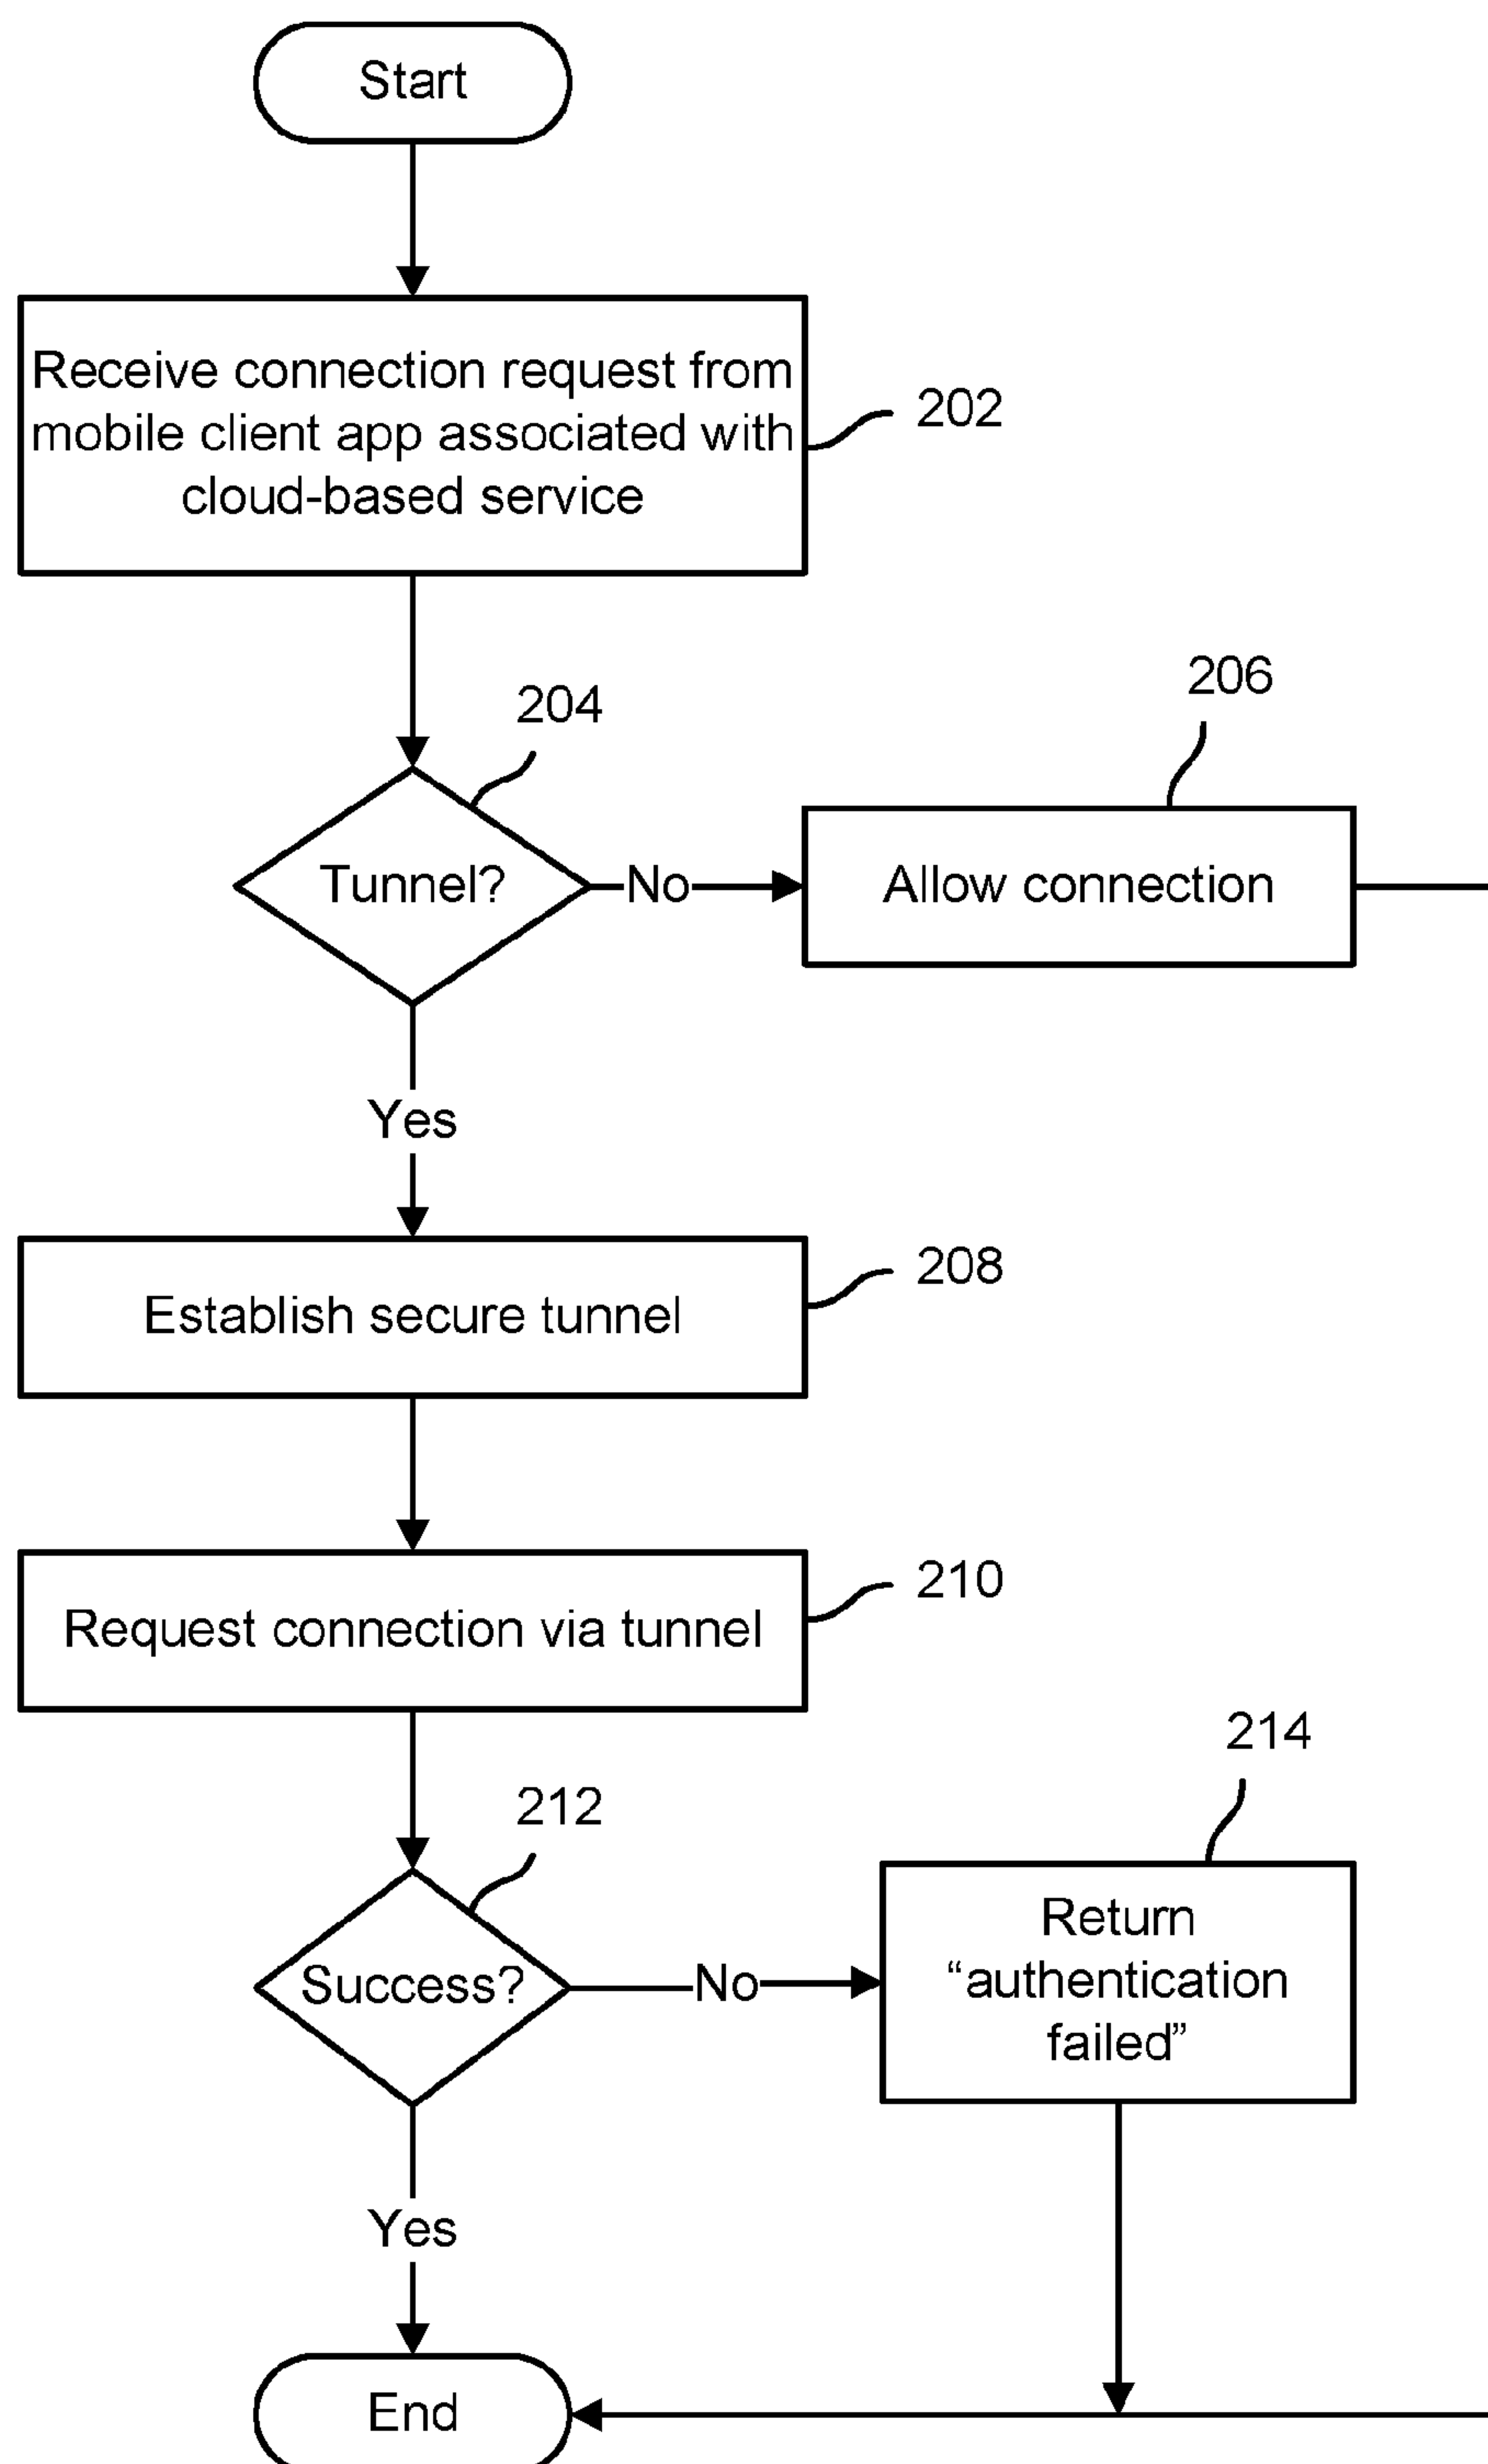 Start
Receive connection request from
mobile client app associated with
cloud-based service
202
204
206
Tunnel?
No
Allow connection
Yes
Establish secure tunnel
208
Request connection via tunnel
210
212
214
Success?
No
Return
“authentication
failed”
Yes
End